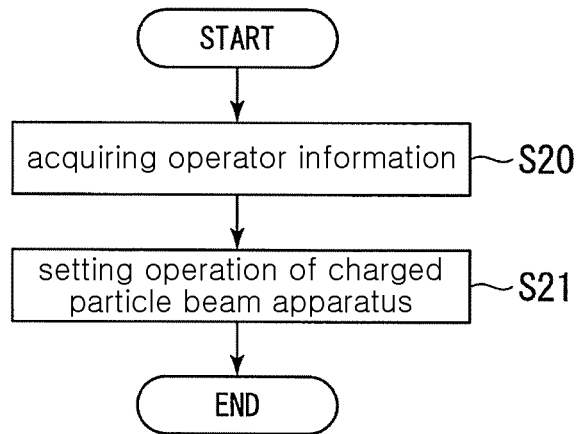 START
acquiring operator information
S20
setting operation of charged
particle beam apparatus
S21
END